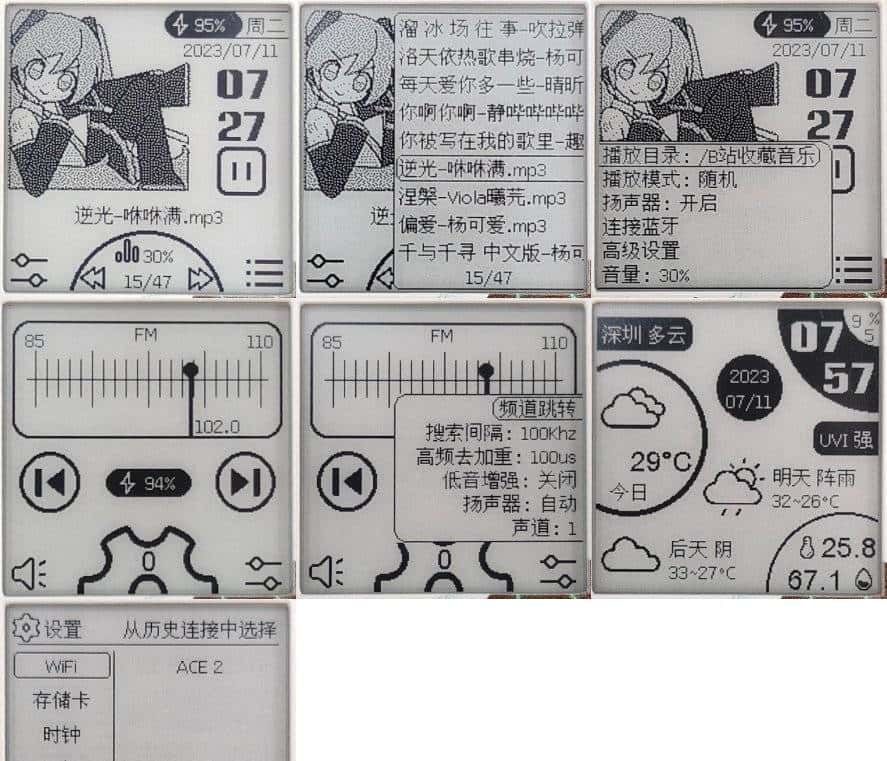 95% 周二
2023/07/11
07
27
逆光-咻咻满.mp3
30%
15/47
溜冰场往事-吹拉弹
洛天依热歌串烧-杨可
每天爱你多一些-晴昕
你啊你啊-静哔哔哔哔
你被写在我的歌里-趣
逆光-咻咻满.mp3
涅槃-Viola曦芫.mp3
偏爱-杨可爱.mp3
千与千寻 中文版-杨可
15/47
逆
95% 周二
2023/07/11
07
27
播放目录: /B站收藏音乐
播放模式: 随机
扬声器: 开启
连接蓝牙
高级设置
音量: 30%
FM
85
110
102.0
94%
0
FM
85
110
频道跳转
搜索间隔: 100Khz
高频去加重: 100us
低音增强: 关闭
扬声器: 自动
声道: 1
0
深圳 多云
07
57
9 %
5
2023
07/11
UVI 强
29°C
今日
明天 阵雨
32~26°C
后天 阴
33~27°C
25.8
67.1
设置
从历史连接中选择
WiFi
ACE 2
存储卡
时钟